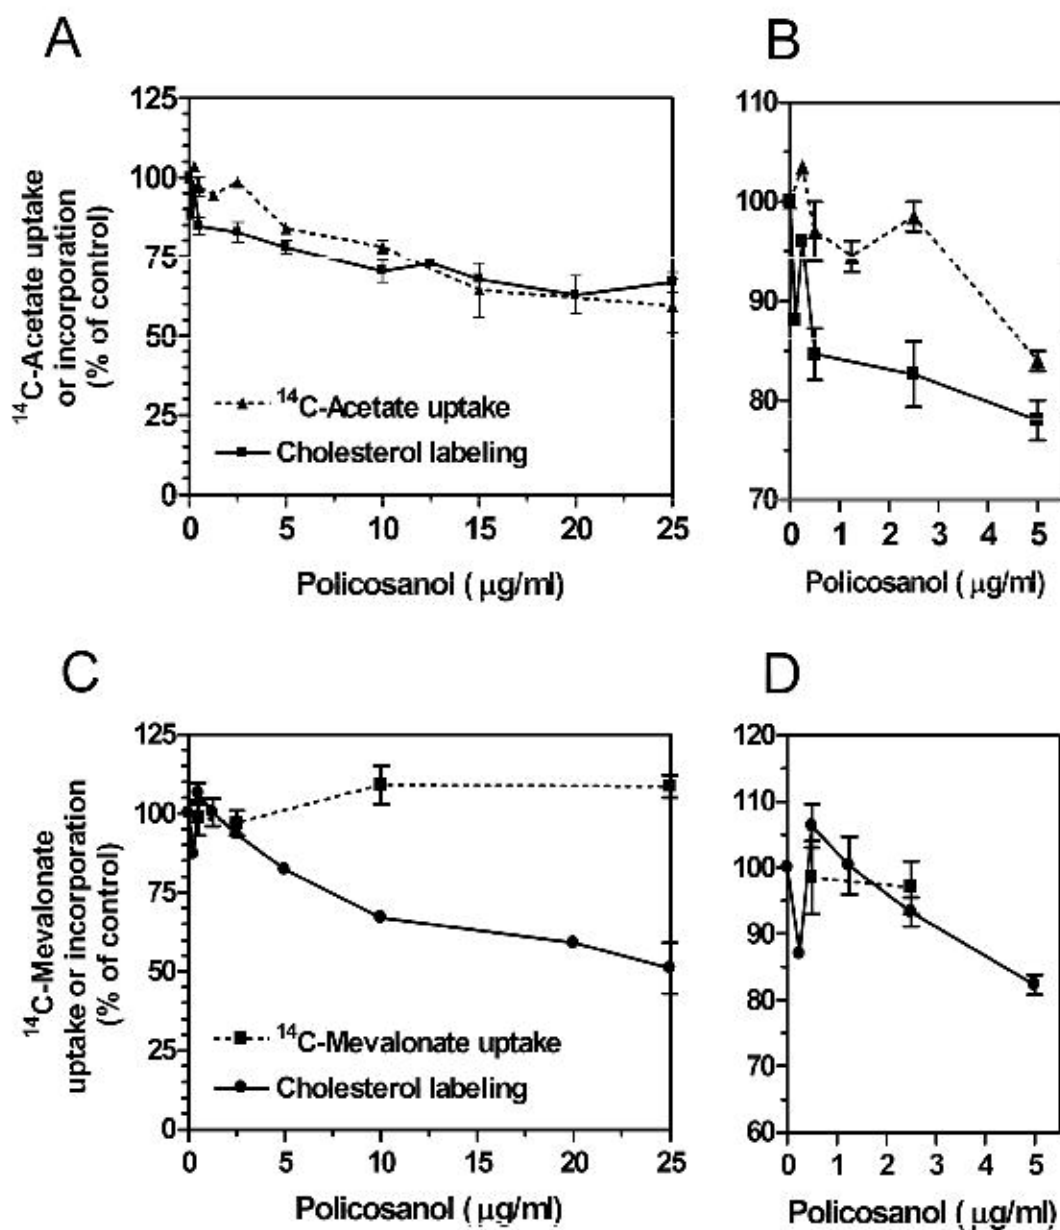 A
B
¹⁴C-Acetate uptake
or incorporation
(% of control)
125
100
75
50
25
0
¹⁴C-Acetate uptake
Cholesterol labeling
0 5 10 15 20 25
Policosanol (µg/ml)
110
100
90
80
70
0 1 2 3 4 5
Policosanol (µg/ml)
C
D
¹⁴C-Mevalonate
uptake or incorporation
(% of control)
125
100
75
50
25
0
¹⁴C-Mevalonate uptake
Cholesterol labeling
0 5 10 15 20 25
Policosanol (µg/ml)
120
110
100
90
80
70
60
0 1 2 3 4 5
Policosanol (µg/ml)